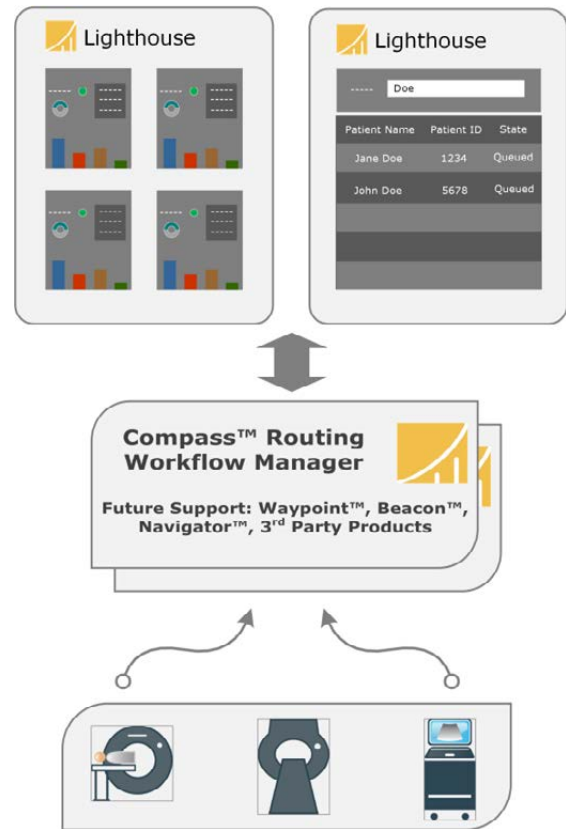 Lighthouse
Lighthouse
Doe
Patient Name Patient ID State
Jane Doe 1234 Queued
John Doe 5678 Queued
Compass™ Routing
Workflow Manager
Future Support: Waypoint™, Beacon™,
Navigator™, 3rd Party Products